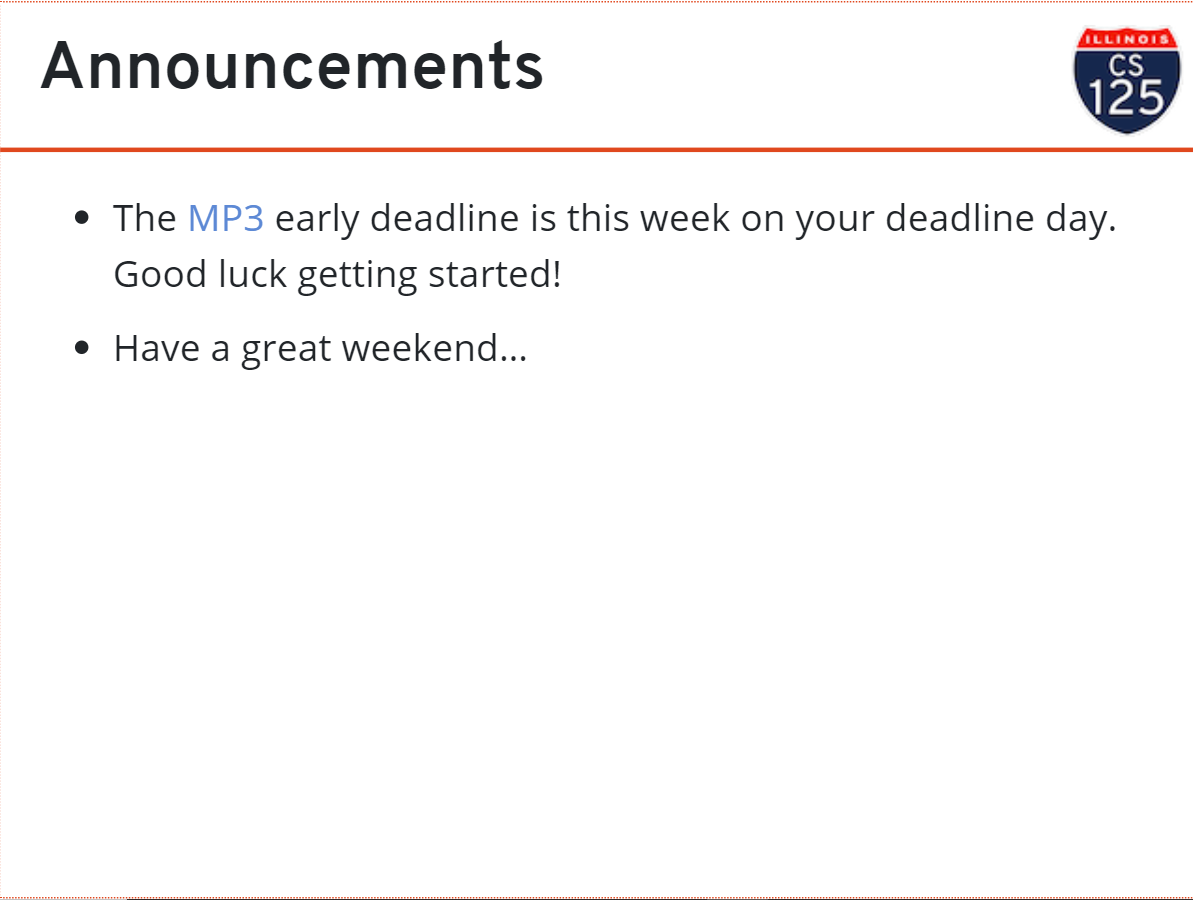 Announcements
ILLINOIS
CS
125
The MP3 early deadline is this week on your deadline day.
Good luck getting started!
Have a great weekend…